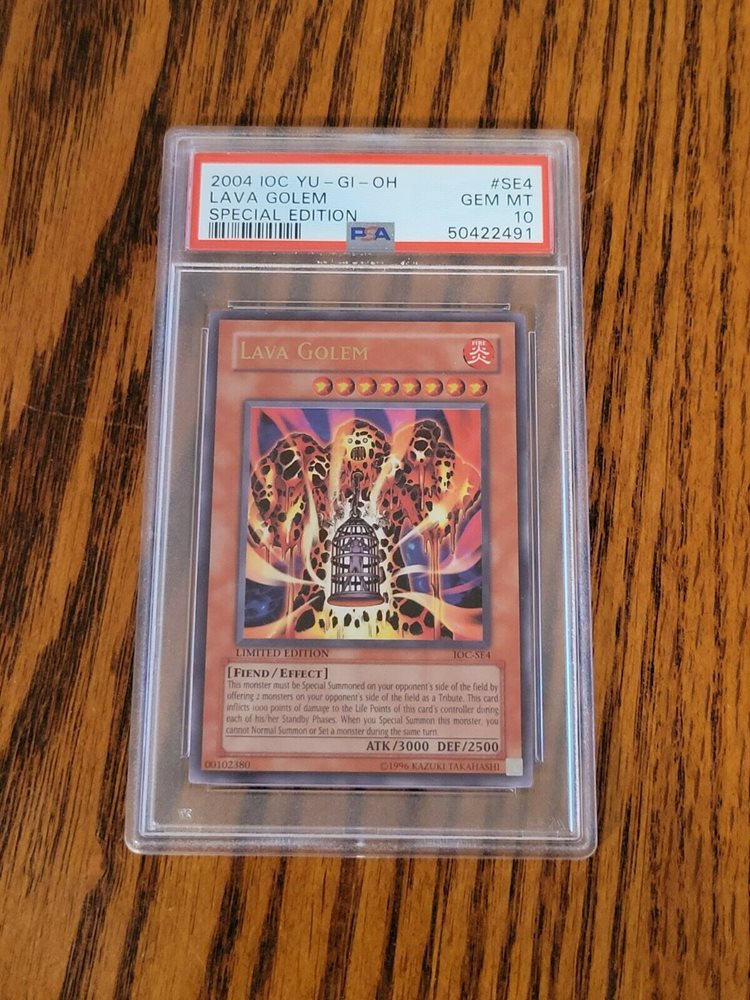 2004 IOC YU-GI-OH #SE4
LAVA GOLEM GEM MT
SPECIAL EDITION 10
PSA 50422491
LAVA GOLEM
FIRE
炎
LIMITED EDITION IOC-SE4
[FIEND/EFFECT]
This monster must be Special Summoned on your opponent's side of the field by
offering 2 monsters on your opponent's side of the field as a Tribute. This card
inflicts 1000 points of damage to the Life Points of this card's controller during
each of his/her Standby Phases. When you Special Summon this monster, you
cannot Normal Summon or Set a monster during the same turn.
ATK/3000 DEF/2500
00102380 ©1996 KAZUKI TAKAHASHI